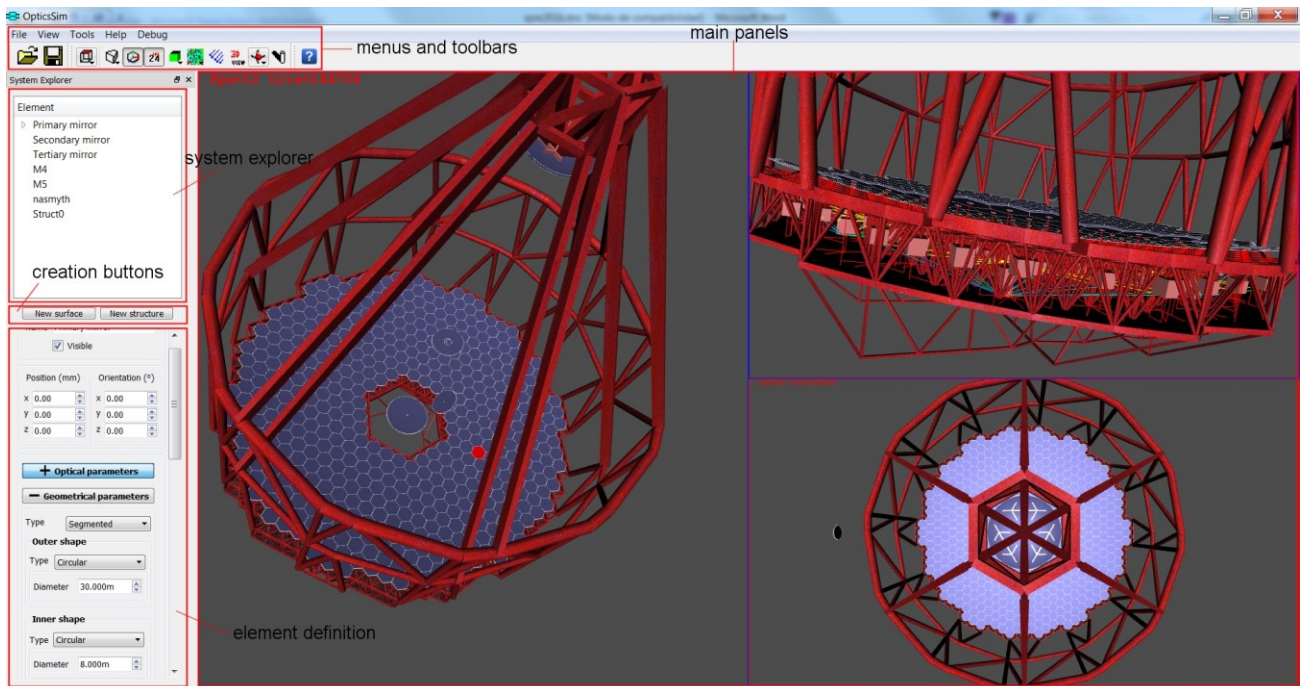 OpticsSim
File View Tools Help Debug
menus and toolbars
main panels
3D
VIEW
?
System Explorer
Element
Primary mirror
Secondary mirror
Tertiary mirror
M4
M5
nasmyth
Struct0
system explorer
creation buttons
New surface New structure
Visible
Position (mm) Orientation (º)
x 0.00 x 0.00
y 0.00 y 0.00
z 0.00 z 0.00
+ Optical parameters
− Geometrical parameters
Type Segmented
Outer shape
Type Circular
Diameter 30.000m
element definition
Inner shape
Type Circular
Diameter 8.000m